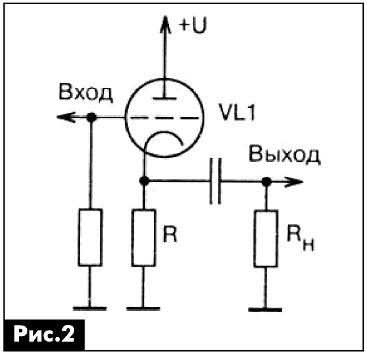 +U
Вход
VL1
Выход
R
Rн
Рис.2